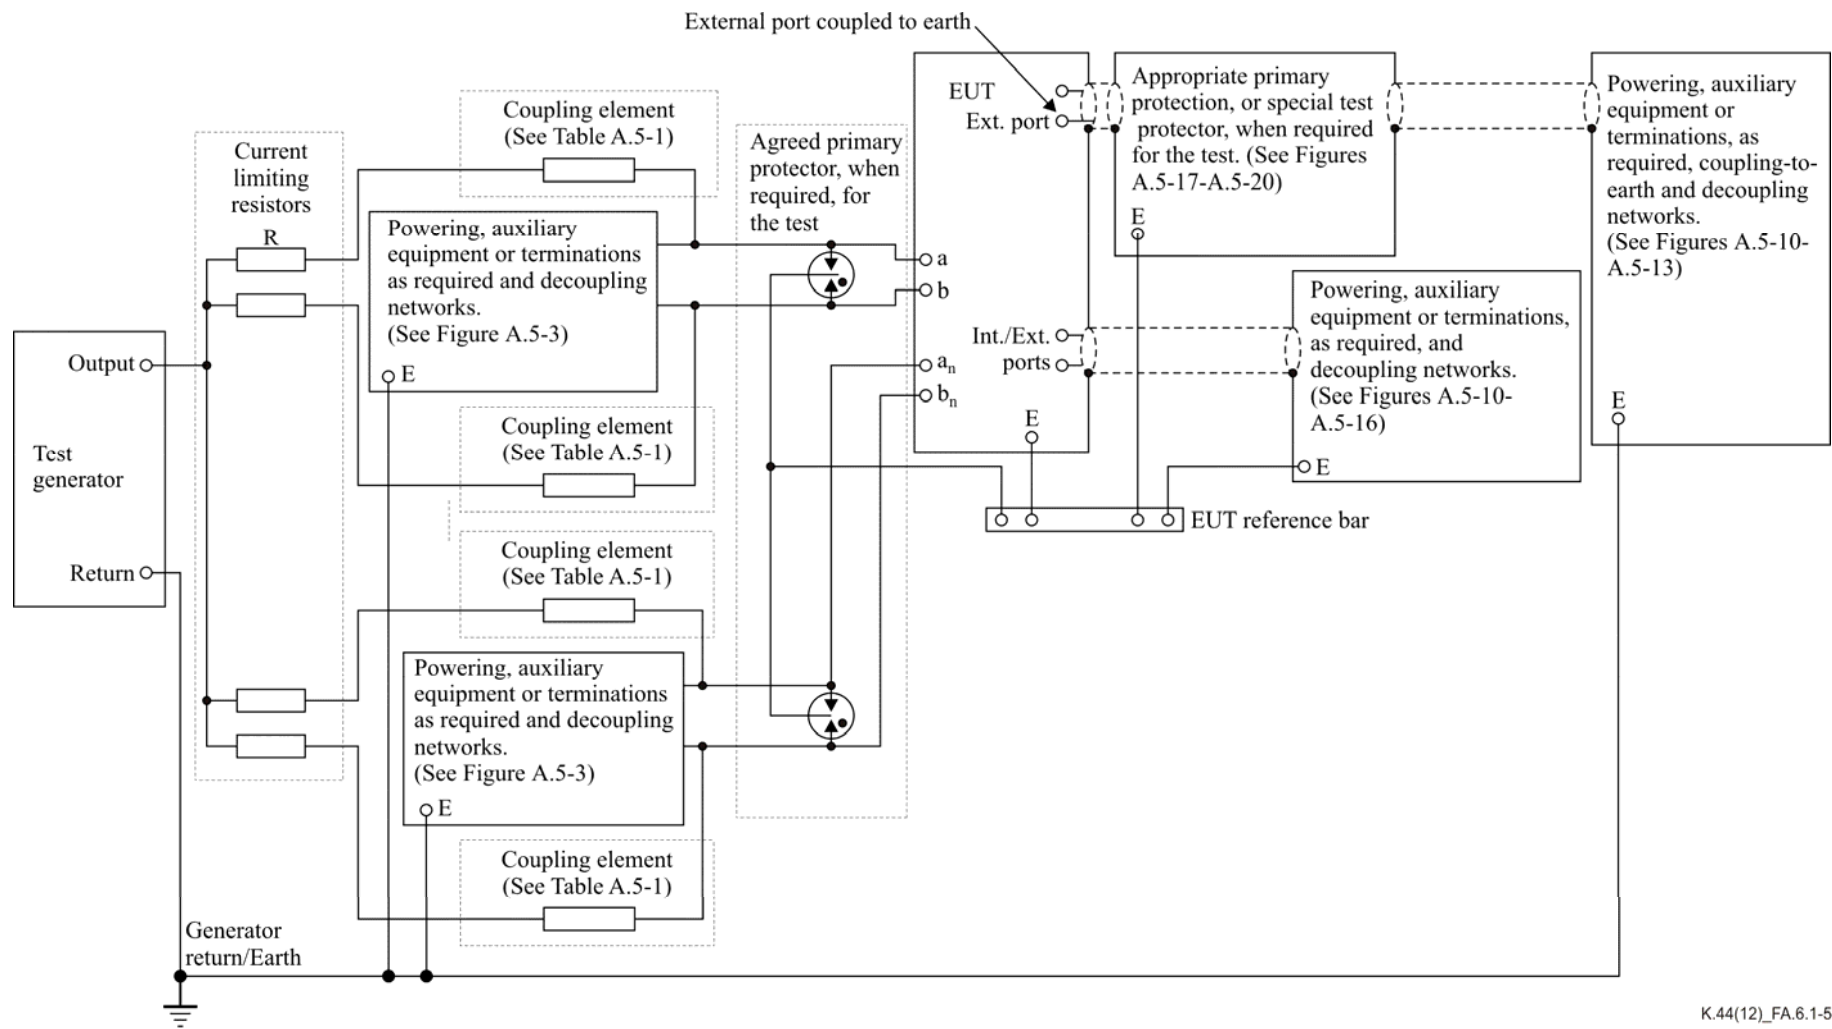 External port coupled to earth
Coupling element
(See Table A.5-1)
Current
limiting
resistors
R
Agreed primary
protector, when
required, for
the test
EUT
Ext. port
Appropriate primary
protection, or special test
protector, when required
for the test. (See Figures
A.5-17-A.5-20)
E
Powering, auxiliary
equipment or
terminations, as
required, coupling-to-
earth and decoupling
networks.
(See Figures A.5-10-
A.5-13)
E
Powering, auxiliary
equipment or terminations
as required and decoupling
networks.
(See Figure A.5-3)
E
a
b
Int./Ext.
ports
an
bn
E
Powering, auxiliary
equipment or terminations,
as required, and
decoupling networks.
(See Figures A.5-10-
A.5-16)
E
Output
Test
generator
Return
Coupling element
(See Table A.5-1)
EUT reference bar
Coupling element
(See Table A.5-1)
Powering, auxiliary
equipment or terminations
as required and decoupling
networks.
(See Figure A.5-3)
E
Coupling element
(See Table A.5-1)
Generator
return/Earth
K.44(12)_FA.6.1-5